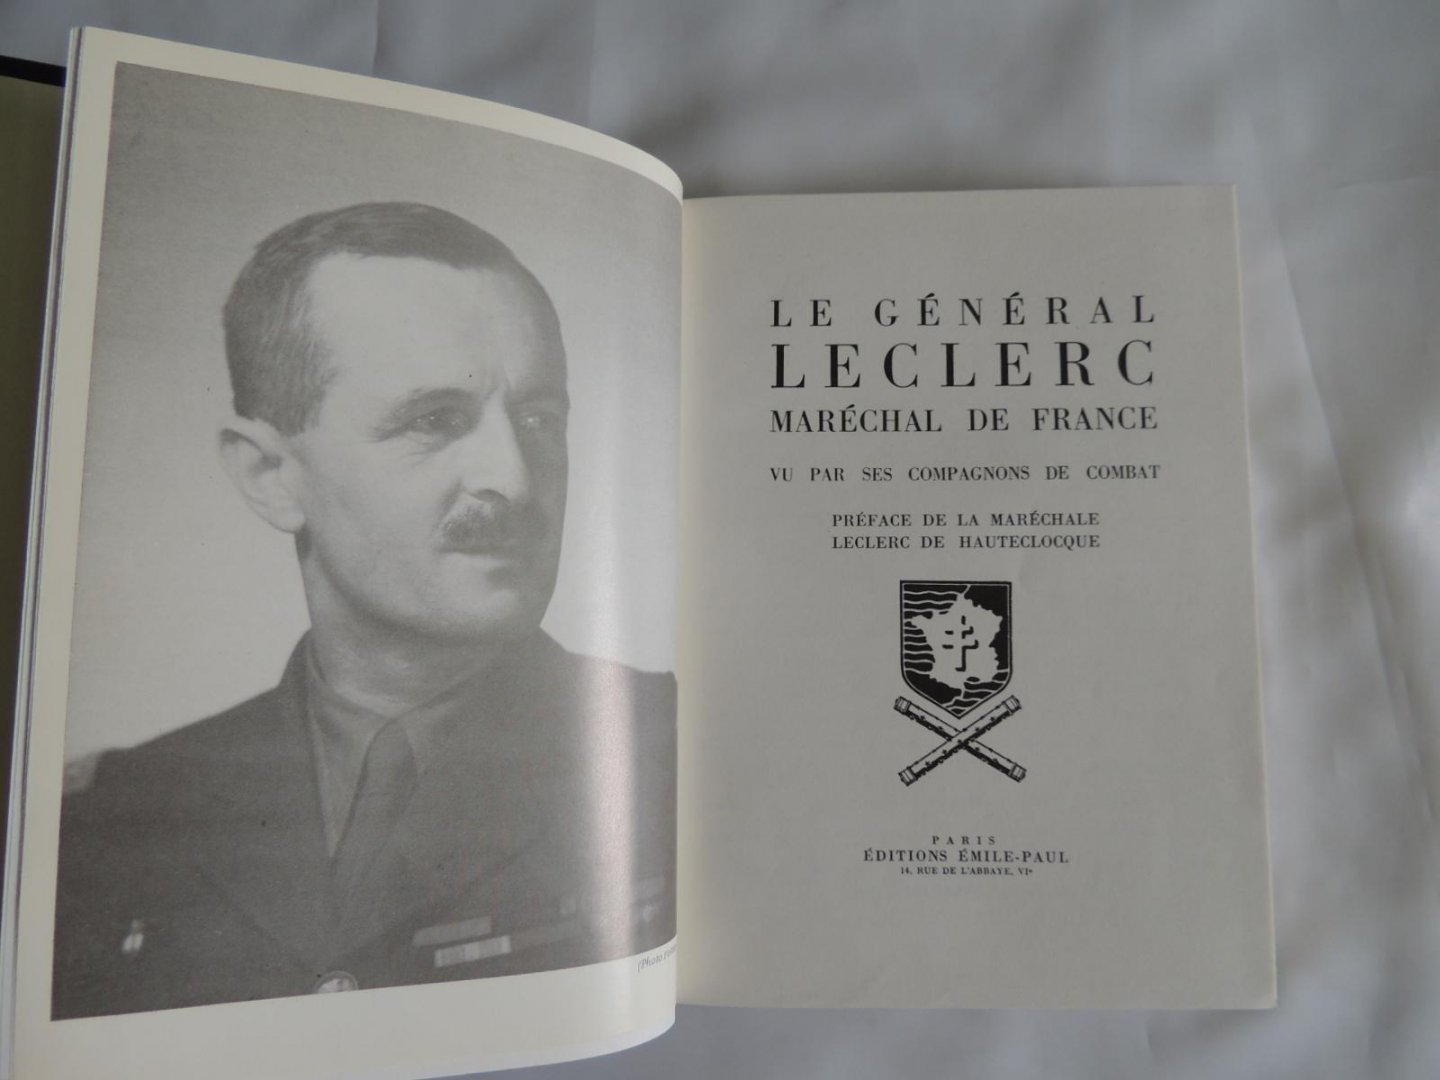 (Photo
LE GÉNÉRAL
LECLERC
MARÉCHAL DE FRANCE
VU PAR SES COMPAGNONS DE COMBAT
PRÉFACE DE LA MARÉCHALE
LECLERC DE HAUTECLOCQUE
PARIS
ÉDITIONS ÉMILE-PAUL
14, RUE DE L'ABBAYE, VIe